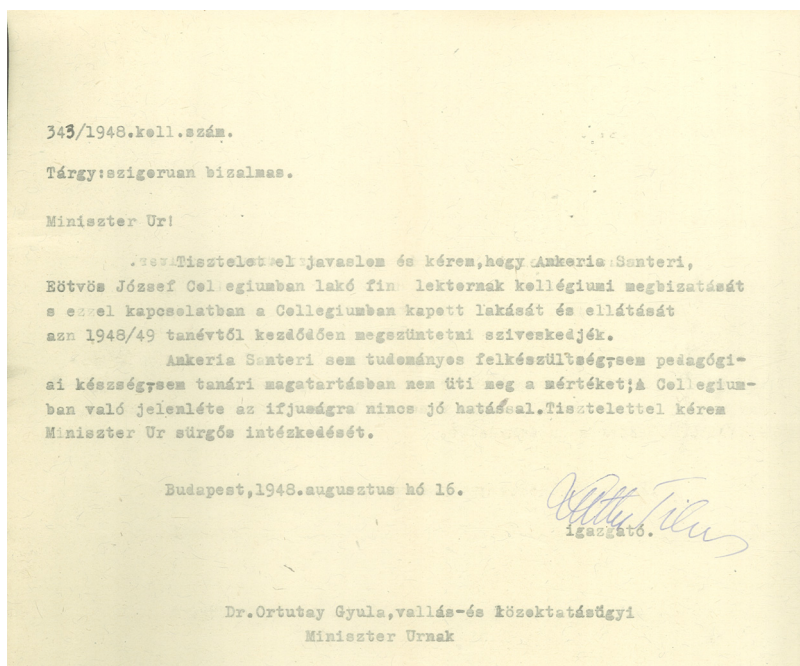 343/1948.koll.szám.
Tárgy:szigoruan bizalmas.
Miniszter Ur!
Tisztelettel javaslom és kérem,hogy Ankeria Santeri,
Eötvös József Collegiumban lakó fin lektornak kollégiumi megbizatását
s ezzel kapcsolatban a Collegiumban kapott lakását és ellátását
azn 1948/49 tanévtől kezdődően megszüntetni sziveskedjék.
Ankeria Santeri sem tudományos felkészültség,sem pedagógi-
ai készség,sem tanári magatartásban nem üti meg a mértéket;A Collegium-
ban való jelenléte az ifjuságra nincs jó hatással.Tisztelettel kérem
Miniszter Ur sürgős intézkedését.
Budapest,1948.augusztus hó 16.
igazgató.
Dr.Ortutay Gyula,vallás-és közoktatásügyi
Miniszter Urnak